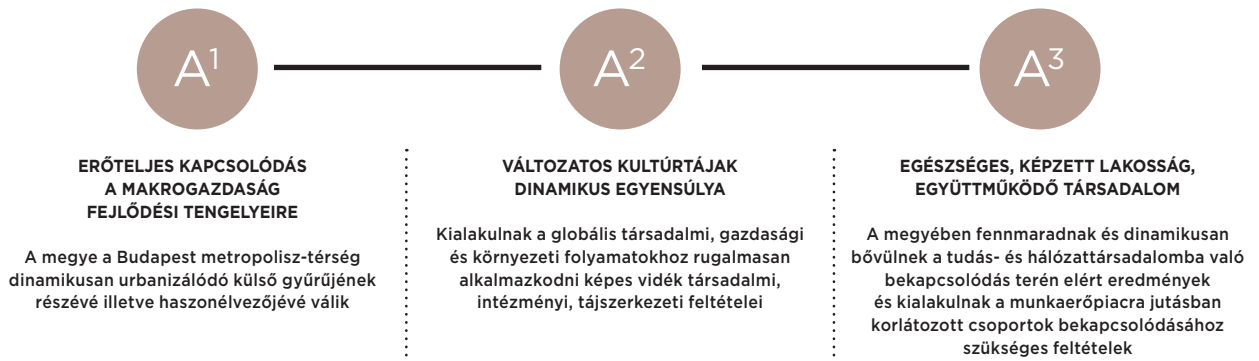 A¹
ERŐTELJES KAPCSOLÓDÁS
A MAKROGAZDASÁG
FEJLŐDÉSI TENGELYEIRE
A megye a Budapest metropolisz-térség
dinamikusan urbanizálódó külső gyűrűjének
részévé illetve haszonélvezőjévé válik
A²
VÁLTOZATOS KULTÚRTÁJAK
DINAMIKUS EGYENSÚLYA
Kialakulnak a globális társadalmi, gazdasági
és környezeti folyamatokhoz rugalmasan
alkalmazkodni képes vidék társadalmi,
intézményi, tájszerkezeti feltételei
A³
EGÉSZSÉGES, KÉPZETT LAKOSSÁG,
EGYÜTTMŰKÖDŐ TÁRSADALOM
A megyében fennmaradnak és dinamikusan
bővülnek a tudás- és hálózattársadalomba való
bekapcsolódás terén elért eredmények
és kialakulnak a munkaerőpiacra jutásban
korlátozott csoportok bekapcsolódásához
szükséges feltételek